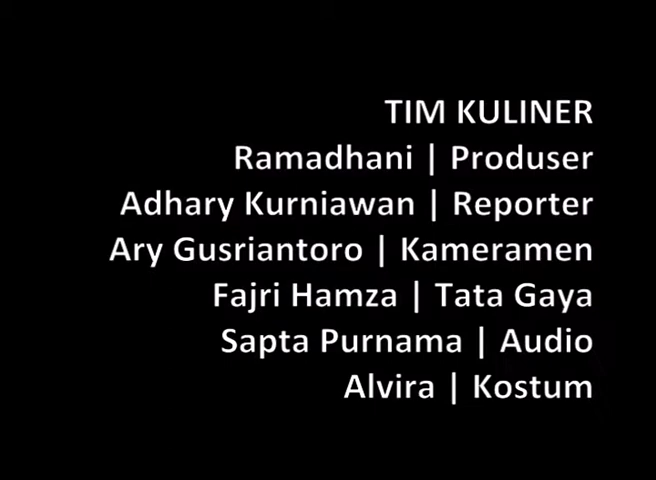 TIM KULINER
Ramadhani | Produser
Adhary Kurniawan | Reporter
Ary Gusriantoro | Kameramen
Fajri Hamza | Tata Gaya
Sapta Purnama | Audio
Alvira | Kostum